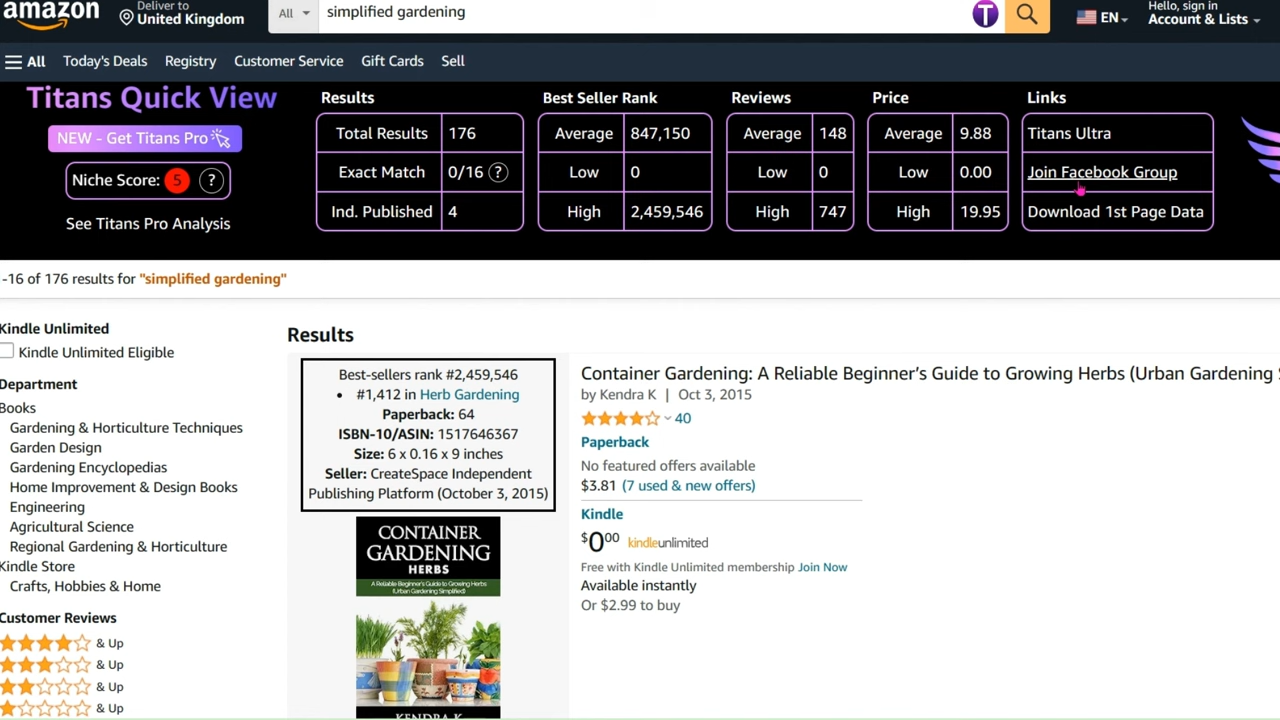 amazon
Deliver to
United Kingdom
All
simplified gardening
T
EN
Hello, sign in
Account & Lists
All
Today's Deals
Registry
Customer Service
Gift Cards
Sell
Titans Quick View
NEW - Get Titans Pro
Niche Score: 5 ?
See Titans Pro Analysis
Results
Total Results 176
Exact Match 0/16 ?
Ind. Published 4
Best Seller Rank
Average 847,150
Low 0
High 2,459,546
Reviews
Average 148
Low 0
High 747
Price
Average 9.88
Low 0.00
High 19.95
Links
Titans Ultra
Join Facebook Group
Download 1st Page Data
-16 of 176 results for "simplified gardening"
Kindle Unlimited
Kindle Unlimited Eligible
Department
Books
Gardening & Horticulture Techniques
Garden Design
Gardening Encyclopedias
Home Improvement & Design Books
Engineering
Agricultural Science
Regional Gardening & Horticulture
Kindle Store
Crafts, Hobbies & Home
Customer Reviews
& Up
& Up
& Up
& Up
Results
Best-sellers rank #2,459,546
• #1,412 in Herb Gardening
Paperback: 64
ISBN-10/ASIN: 1517646367
Size: 6 x 0.16 x 9 inches
Seller: CreateSpace Independent
Publishing Platform (October 3, 2015)
CONTAINER
GARDENING
HERBS
A Reliable Beginner's Guide to Growing Herbs
(Urban Gardening Simplified)
KENDRA K
Container Gardening: A Reliable Beginner's Guide to Growing Herbs (Urban Gardening
by Kendra K | Oct 3, 2015
40
Paperback
No featured offers available
$3.81 (7 used & new offers)
Kindle
$0.00 kindleunlimited
Free with Kindle Unlimited membership Join Now
Available instantly
Or $2.99 to buy